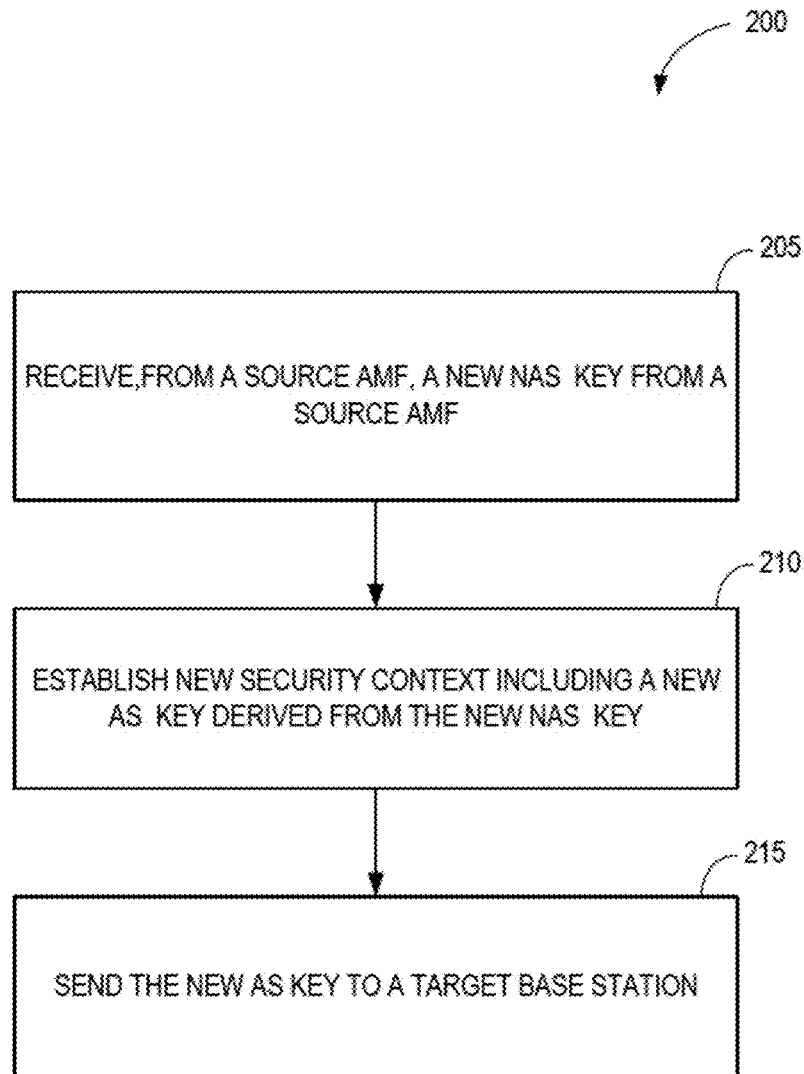 200
205
RECEIVE,FROM A SOURCE AMF, A NEW NAS KEY FROM A
SOURCE AMF
210
ESTABLISH NEW SECURITY CONTEXT INCLUDING A NEW
AS KEY DERIVED FROM THE NEW NAS KEY
215
SEND THE NEW AS KEY TO A TARGET BASE STATION